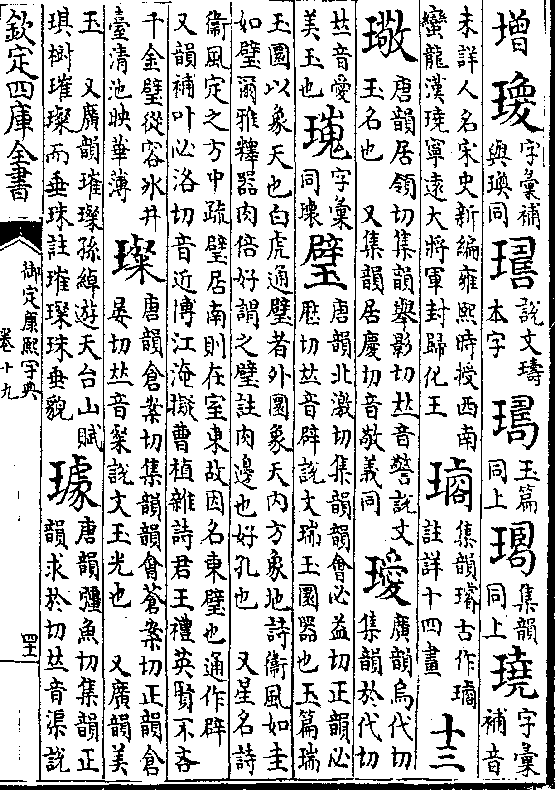 增 字彙補與瑍同 說文璹本字 玉篇同上 集韻同上 字彙補音
未詳人名宋史新編雍熙時授西南蠻龍漢寧遠大將軍封歸化王 集韻璿古作 註詳十四畫 十三
璥 唐韻居領切集韻舉影切𠀤音警說文玉名也 又集韻居慶切音敬義同 璦 廣韻烏代切集韻於代切
𠀤音愛美玉也 字彙同瓌 璧 唐韻北激切集韻韻會必益切正韻必歷切𠀤音辟說文瑞玉圜器也玉篇瑞
玉圜以象天也白虎通璧者外圜象天内方象地詩衞風如圭如璧爾雅釋器肉倍好謂之璧註肉邊也好孔也 又星名詩
衞風定之方中疏璧居南則在室東故因名東璧也通作辟又韻補叶必洛切音近博江淹擬曹植雜詩君王禮英賢不吝
千金璧從容氷井臺清池映華薄 璨 唐韻倉案切集韻韻會蒼案切正韻倉晏切𠀤音粲說文玉光也 又廣韻美
玉 又廣韻璀璨孫綽遊天台山賦琪樹璀璨而垂珠註璀璨珠垂貌 璩 唐韻彊魚切集韻正韻求於切𠀤音渠說
欽定四庫全書
御定康熙字典
卷十九